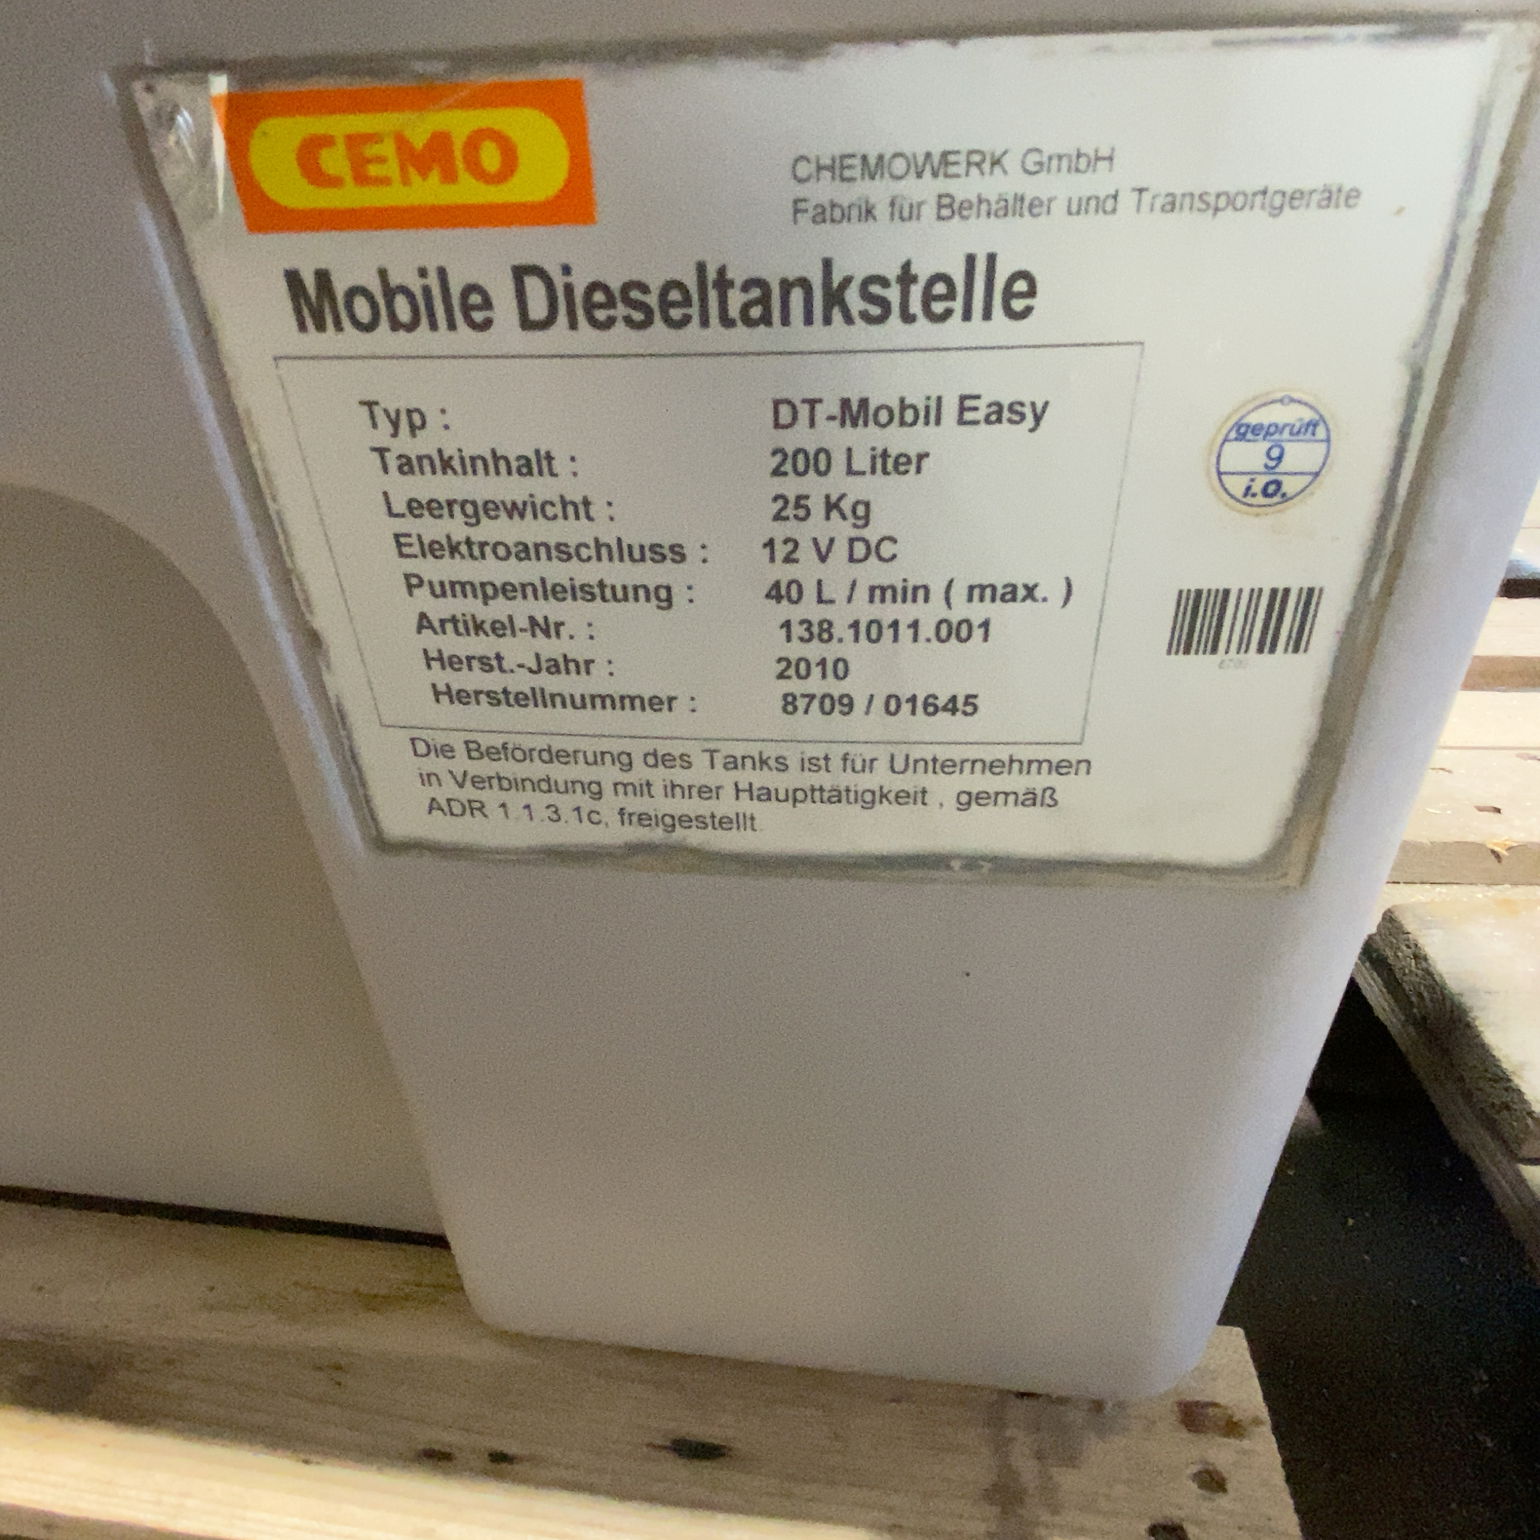 CEMO
CHEMOWERK GmbH
Fabrik für Behälter und Transportgeräte
Mobile Dieseltankstelle
Typ : DT-Mobil Easy
Tankinhalt : 200 Liter
Leergewicht : 25 Kg
Elektroanschluss : 12 V DC
Pumpenleistung : 40 L / min ( max. )
Artikel-Nr. : 138.1011.001
Herst.-Jahr : 2010
Herstellnummer : 8709 / 01645
geprüft
9
i.O.
Die Beförderung des Tanks ist für Unternehmen
in Verbindung mit ihrer Haupttätigkeit , gemäß
ADR 1.1.3.1c, freigestellt